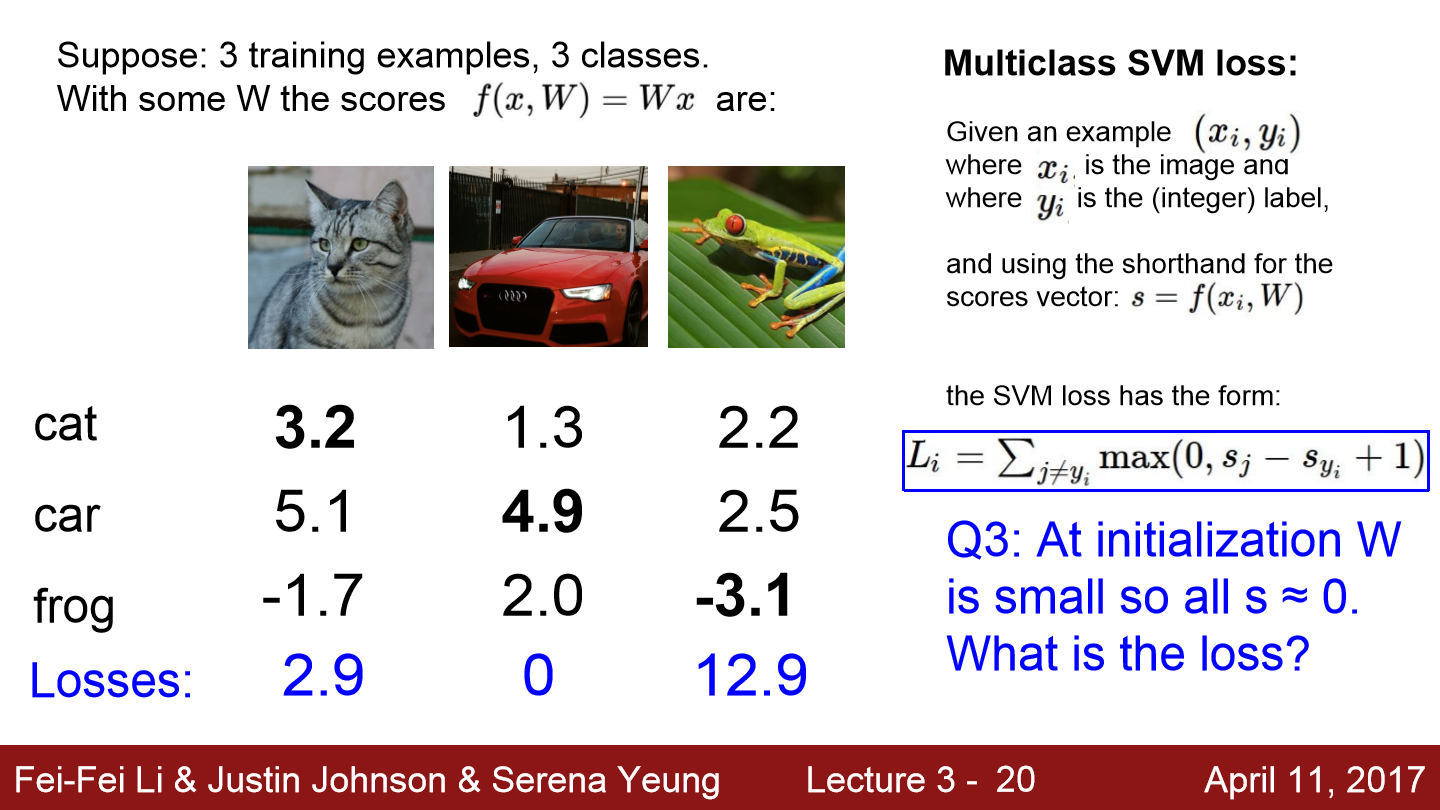 Suppose: 3 training examples, 3 classes.
With some W the scores f(x, W) = Wx are:
cat 3.2 1.3 2.2
car 5.1 4.9 2.5
frog -1.7 2.0 -3.1
Losses: 2.9 0 12.9
Multiclass SVM loss:
Given an example (x_i, y_i)
where x_i is the image and
where y_i is the (integer) label,
and using the shorthand for the
scores vector: s = f(x_i, W)
the SVM loss has the form:
L_i = ∑_{j≠y_i} max(0, s_j − s_{y_i} + 1)
Q3: At initialization W
is small so all s ≈ 0.
What is the loss?
Fei-Fei Li & Justin Johnson & Serena Yeung Lecture 3 - 20 April 11, 2017